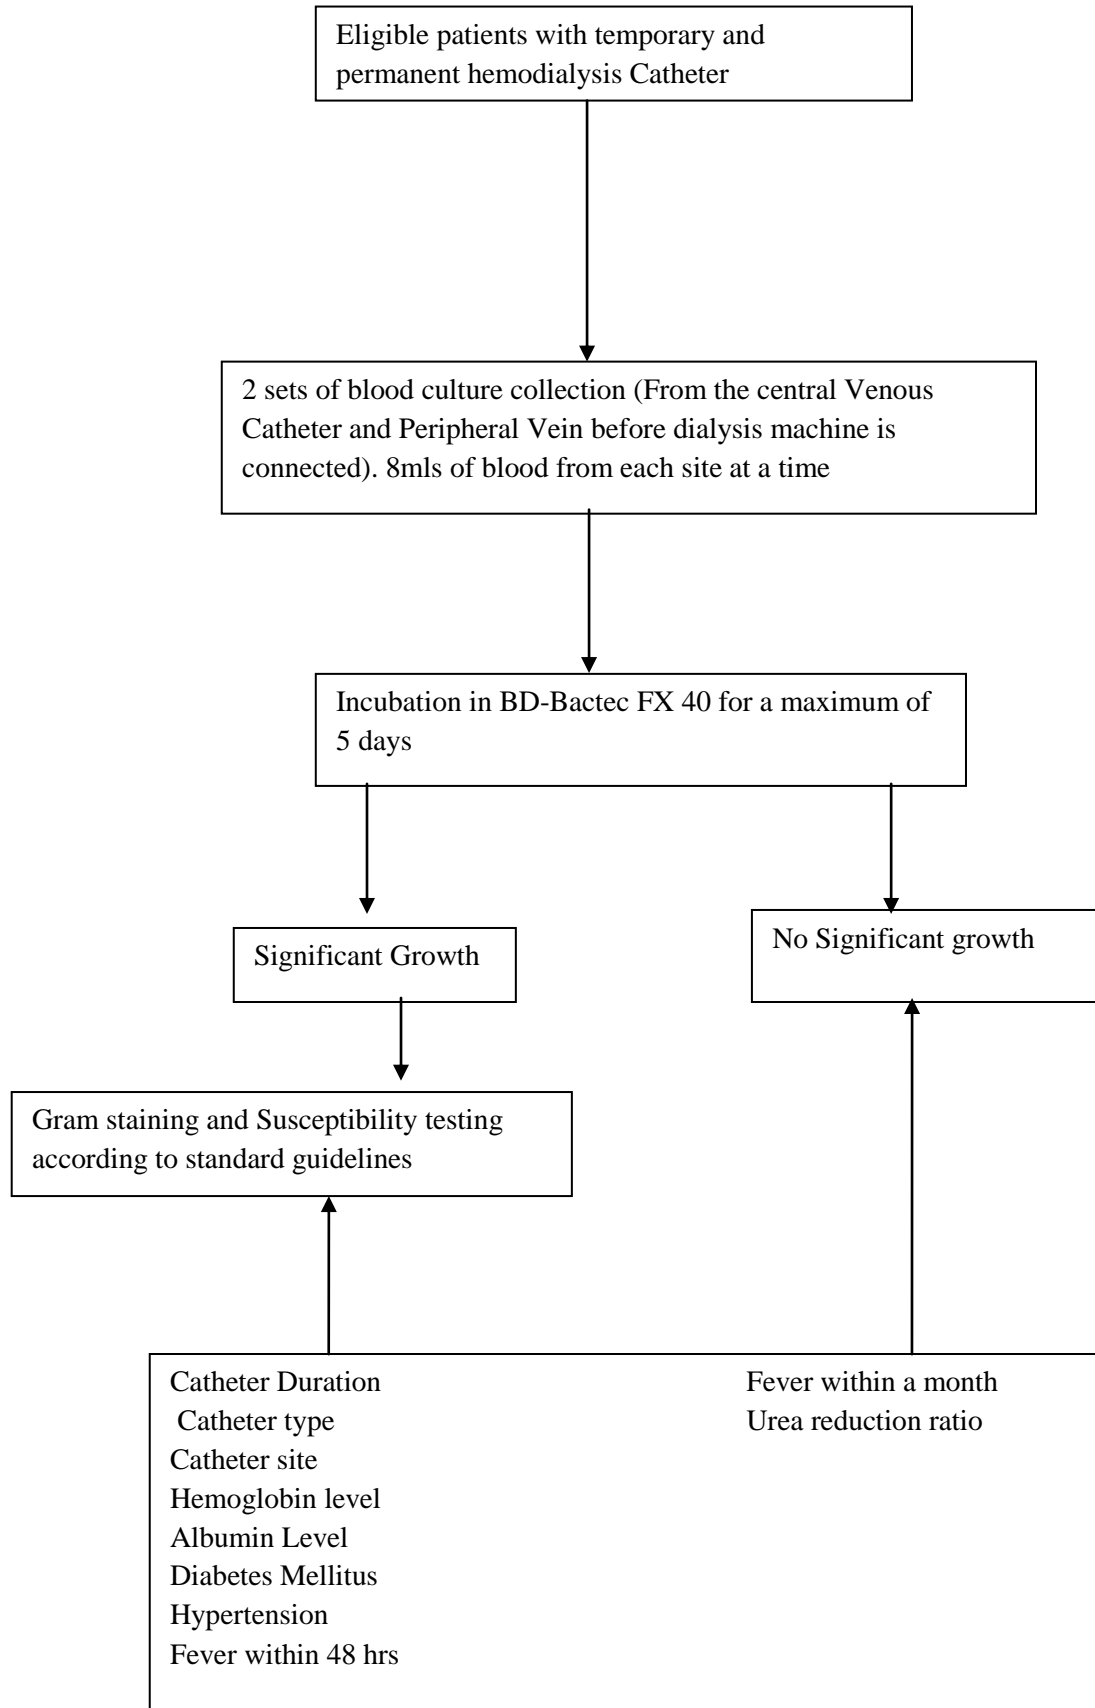 Eligible patients with temporary and
permanent hemodialysis Catheter
2 sets of blood culture collection (From the central Venous
Catheter and Peripheral Vein before dialysis machine is
connected). 8mls of blood from each site at a time
Incubation in BD-Bactec FX 40 for a maximum of
5 days
Significant Growth
No Significant growth
Gram staining and Susceptibility testing
according to standard guidelines
Catheter Duration
Catheter type
Catheter site
Hemoglobin level
Albumin Level
Diabetes Mellitus
Hypertension
Fever within 48 hrs
Fever within a month
Urea reduction ratio